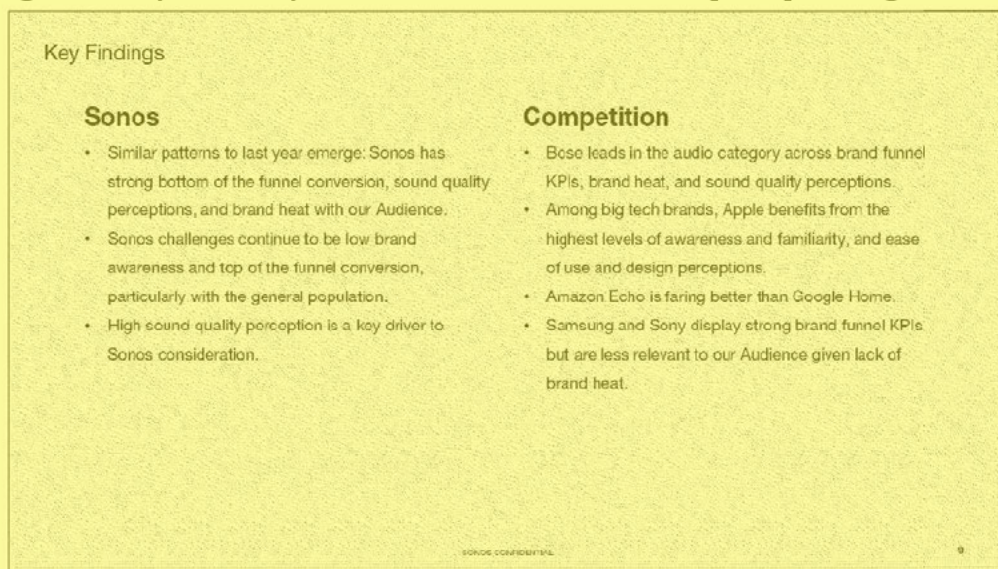 Key Findings
Sonos
• Similar patterns to last year emerge: Sonos has
strong bottom of the funnel conversion, sound quality
perceptions, and brand heat with our Audience.
• Sonos challenges continue to be low brand
awareness and top of the funnel conversion,
particularly with the general population.
• High sound quality perception is a key driver to
Sonos consideration.
Competition
• Bose leads in the audio category across brand funnel
KPIs, brand heat, and sound quality perceptions.
• Among big tech brands, Apple benefits from the
highest levels of awareness and familiarity, and ease
of use and design perceptions.
• Amazon Echo is faring better than Google Home.
• Samsung and Sony display strong brand funnel KPIs
but are less relevant to our Audience given lack of
brand heat.
SONOS CONFIDENTIAL
9